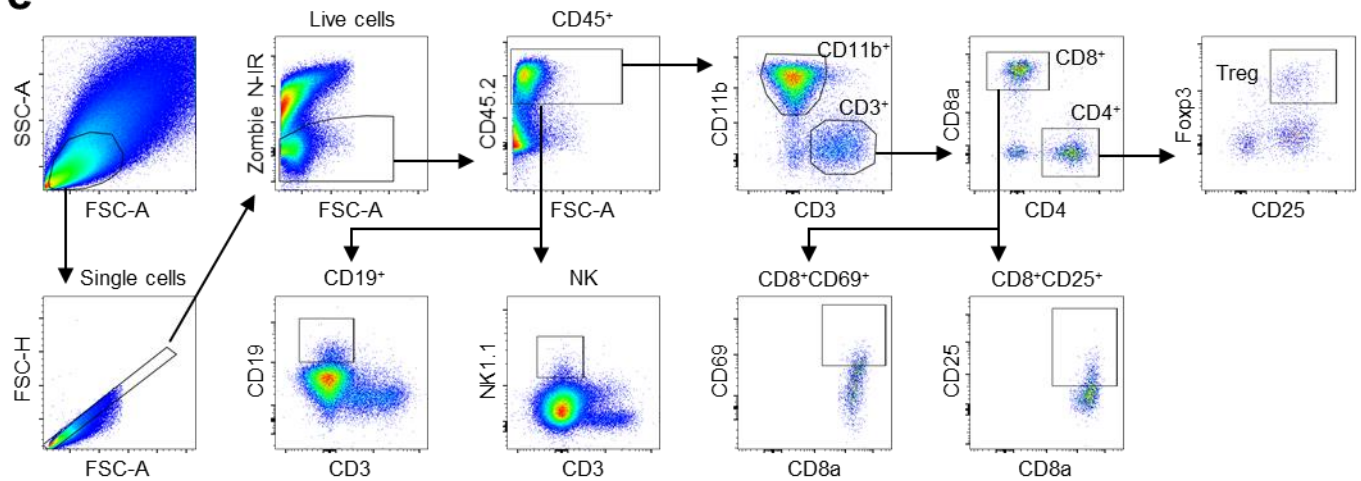 c
Live cells
CD45⁺
SSC-A
FSC-A
Zombie N-IR
FSC-A
CD45.2
FSC-A
CD11b⁺
CD3⁺
CD11b
CD3
CD8⁺
CD4⁺
CD8a
CD4
Treg
Foxp3
CD25
Single cells
FSC-H
FSC-A
CD19⁺
CD19
CD3
NK
NK1.1
CD3
CD8⁺CD69⁺
CD69
CD8a
CD8⁺CD25⁺
CD25
CD8a